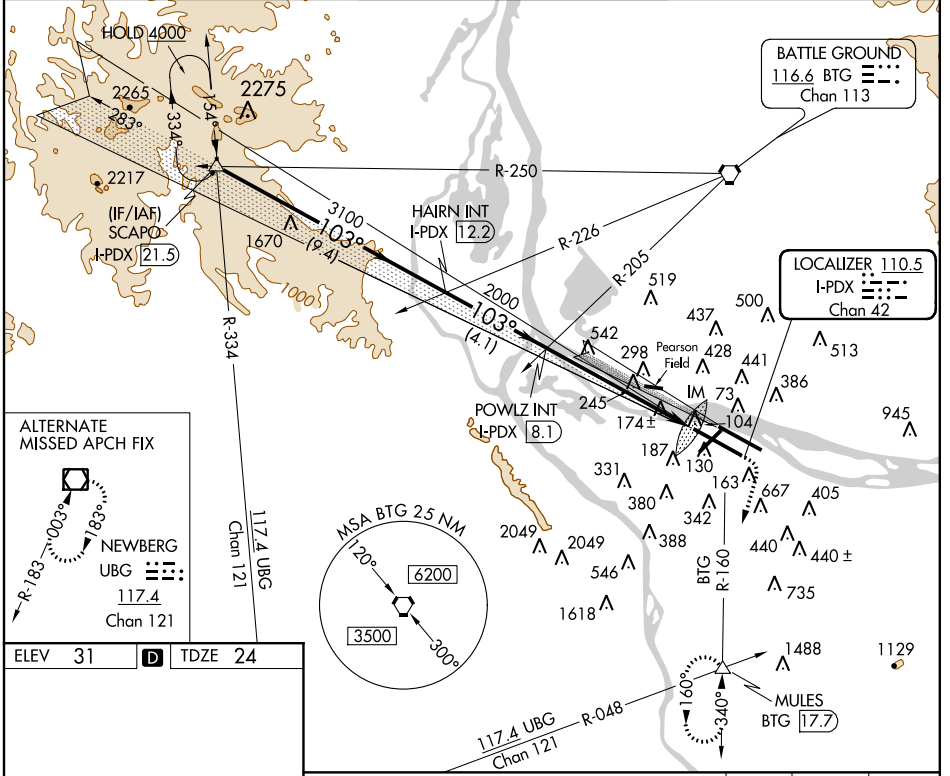 HOLD 4000
2265
2275
283°
334°
154°
2217
(IF/IAF)
SCAPO
I-PDX 21.5
1670
3100
103°
(9.4)
1000
HAIRN INT
I-PDX 12.2
R-250
R-226
R-205
BATTLE GROUND
116.6 BTG
Chan 113
LOCALIZER 110.5
I-PDX
Chan 42
2000
103°
(4.1)
R-334
117.4 UBG
Chan 121
POWLZ INT
I-PDX 8.1
519
542
298
Pearson
Field
437
500
428
441
513
386
245
174±
IM
73
104
945
187
130
163
331
380
342
667
405
388
440
440 ±
2049
2049
546
735
1618
BTG
R-160
1488
1129
ALTERNATE
MISSED APCH FIX
003°
183°
R-183
NEWBERG
UBG
117.4
Chan 121
MSA BTG 25 NM
120°
6200
3500
300°
160°
340°
MULES
BTG 17.7
117.4 UBG
R-048
Chan 121
ELEV 31 D TDZE 24